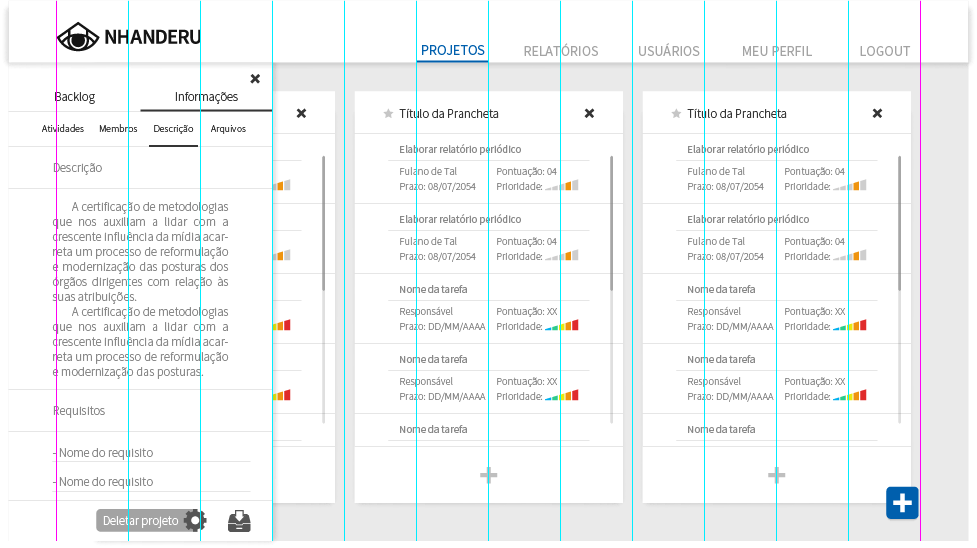 NHANDERU
PROJETOS RELATÓRIOS USUÁRIOS MEU PERFIL LOGOUT
Backlog Informações
Atividades Membros Descrição Arquivos
Descrição
A certificação de metodologias
que nos auxiliam a lidar com a
crescente influência da mídia acar-
reta um processo de reformulação
e modernização das posturas dos
órgãos dirigentes com relação às
suas atribuições.
A certificação de metodologias
que nos auxiliam a lidar com a
crescente influência da mídia acar-
reta um processo de reformulação
e modernização das posturas.
Requisitos
- Nome do requisito
- Nome do requisito
Deletar projeto
Título da Prancheta
Elaborar relatório periódico
Fulano de Tal Pontuação: 04
Prazo: 08/07/2054 Prioridade:
Elaborar relatório periódico
Fulano de Tal Pontuação: 04
Prazo: 08/07/2054 Prioridade:
Nome da tarefa
Responsável Pontuação: XX
Prazo: DD/MM/AAAA Prioridade:
Nome da tarefa
Responsável Pontuação: XX
Prazo: DD/MM/AAAA Prioridade:
Nome da tarefa
Título da Prancheta
Elaborar relatório periódico
Fulano de Tal Pontuação: 04
Prazo: 08/07/2054 Prioridade:
Elaborar relatório periódico
Fulano de Tal Pontuação: 04
Prazo: 08/07/2054 Prioridade:
Nome da tarefa
Responsável Pontuação: XX
Prazo: DD/MM/AAAA Prioridade:
Nome da tarefa
Responsável Pontuação: XX
Prazo: DD/MM/AAAA Prioridade:
Nome da tarefa